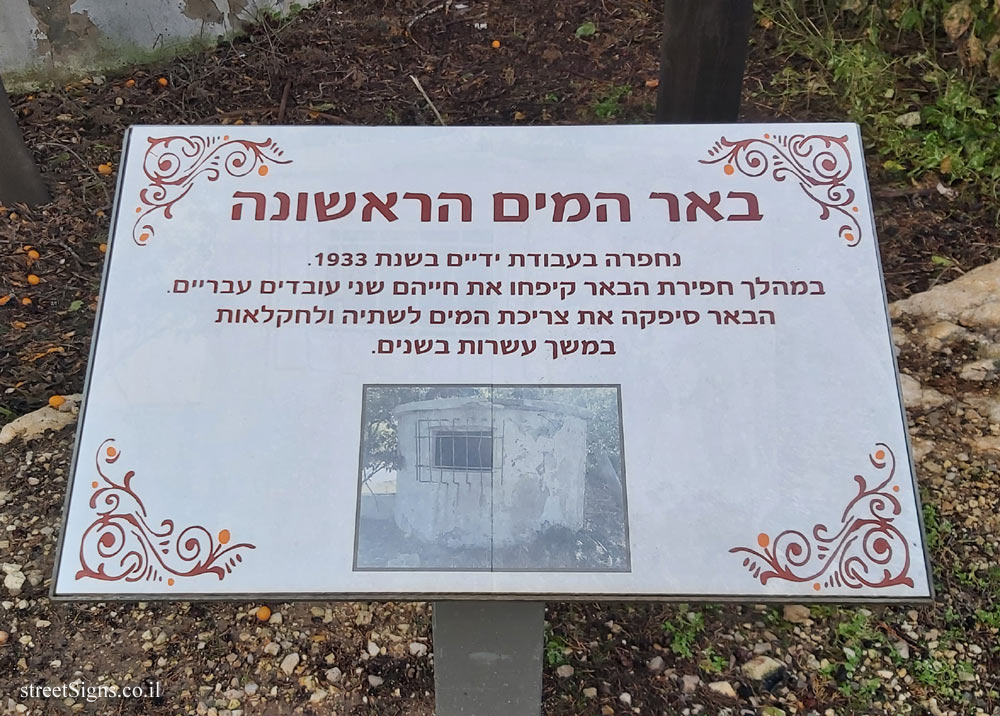 באר המים הראשונה
נחפרה בעבודת ידיים בשנת 1933.
במהלך חפירת הבאר קיפחו את חייהם שני עובדים עבריים.
הבאר סיפקה את צריכת המים לשתיה ולחקלאות
במשך עשרות בשנים.
streetSigns.co.il